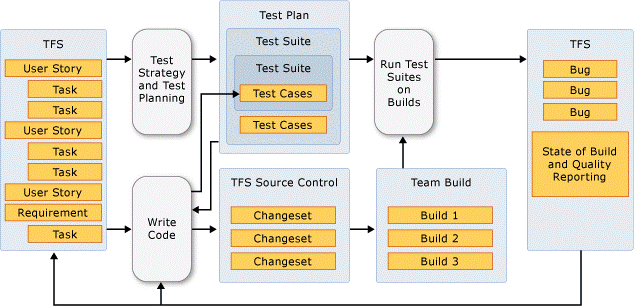 TFS
User Story
Task
Task
User Story
Task
Task
User Story
Requirement
Task
Test
Strategy
and Test
Planning
Write
Code
Test Plan
Test Suite
Test Suite
Test Cases
Test Cases
TFS Source Control
Changeset
Changeset
Changeset
Run Test
Suites
on
Builds
Team Build
Build 1
Build 2
Build 3
TFS
Bug
Bug
Bug
State of Build
and Quality
Reporting